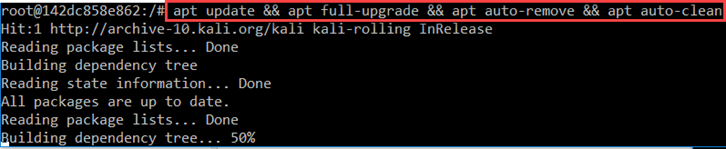 root@142dc858e862:/# apt update && apt full-upgrade && apt auto-remove && apt auto-clean
Hit:1 http://archive-10.kali.org/kali kali-rolling InRelease
Reading package lists... Done
Building dependency tree
Reading state information... Done
All packages are up to date.
Reading package lists... Done
Building dependency tree... 50%